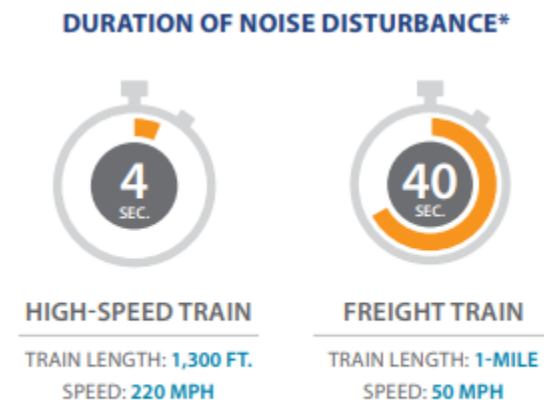 DURATION OF NOISE DISTURBANCE*
4
SEC.
40
SEC.
HIGH-SPEED TRAIN
TRAIN LENGTH: 1,300 FT.
SPEED: 220 MPH
FREIGHT TRAIN
TRAIN LENGTH: 1-MILE
SPEED: 50 MPH